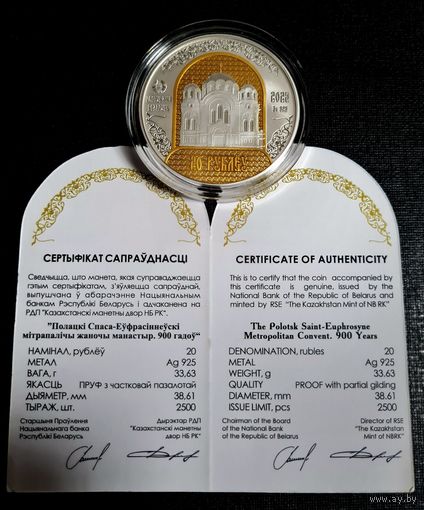 2025
СЕРТЫФІКАТ САПРАЎДНАСЦІ
Сведчыцца, што манета, якая суправаджаецца
гэтым сертыфікатам, з'яўляецца сапраўднай,
выпушчана ў абарачэнне Нацыянальным
банкам Рэспублікі Беларусь і адчаканена на
РДП "Казахстанскі манетны двор НБ РК".
"Полацкі Спаса-Еўфрасіннеўскі
мітрапалічы жаночы манастыр. 900 гадоў"
НАМІНАЛ, рублёў 20
МЕТАЛ Ag 925
ВАГА, г 33,63
ЯКАСЦЬ ПРУФ з частковай пазалотай
ДЫЯМЕТР, мм 38,61
ТЫРАЖ, шт. 2500
Старшыня Праўлення
Нацыянальнага банка
Рэспублікі Беларусь
Дырэктар РДП
"Казахстанскі манетны
двор НБ РК"
CERTIFICATE OF AUTHENTICITY
This is to certify that the coin accompanied by
this certificate is genuine, issued by the
National Bank of the Republic of Belarus and
minted by RSE "The Kazakhstan Mint of NB RK"
The Polotsk Saint-Euphrosyne
Metropolitan Convent. 900 Years
DENOMINATION, rubles 20
METAL Ag 925
WEIGHT, g 33,63
QUALITY PROOF with partial gilding
DIAMETER, mm 38.61
ISSUE LIMIT, pcs 2500
Chairman of the Board
of the National Bank
of the Republic of Belarus
Director of RSE
"The Kazakhstan
Mint of NBRK"
www.ay.by